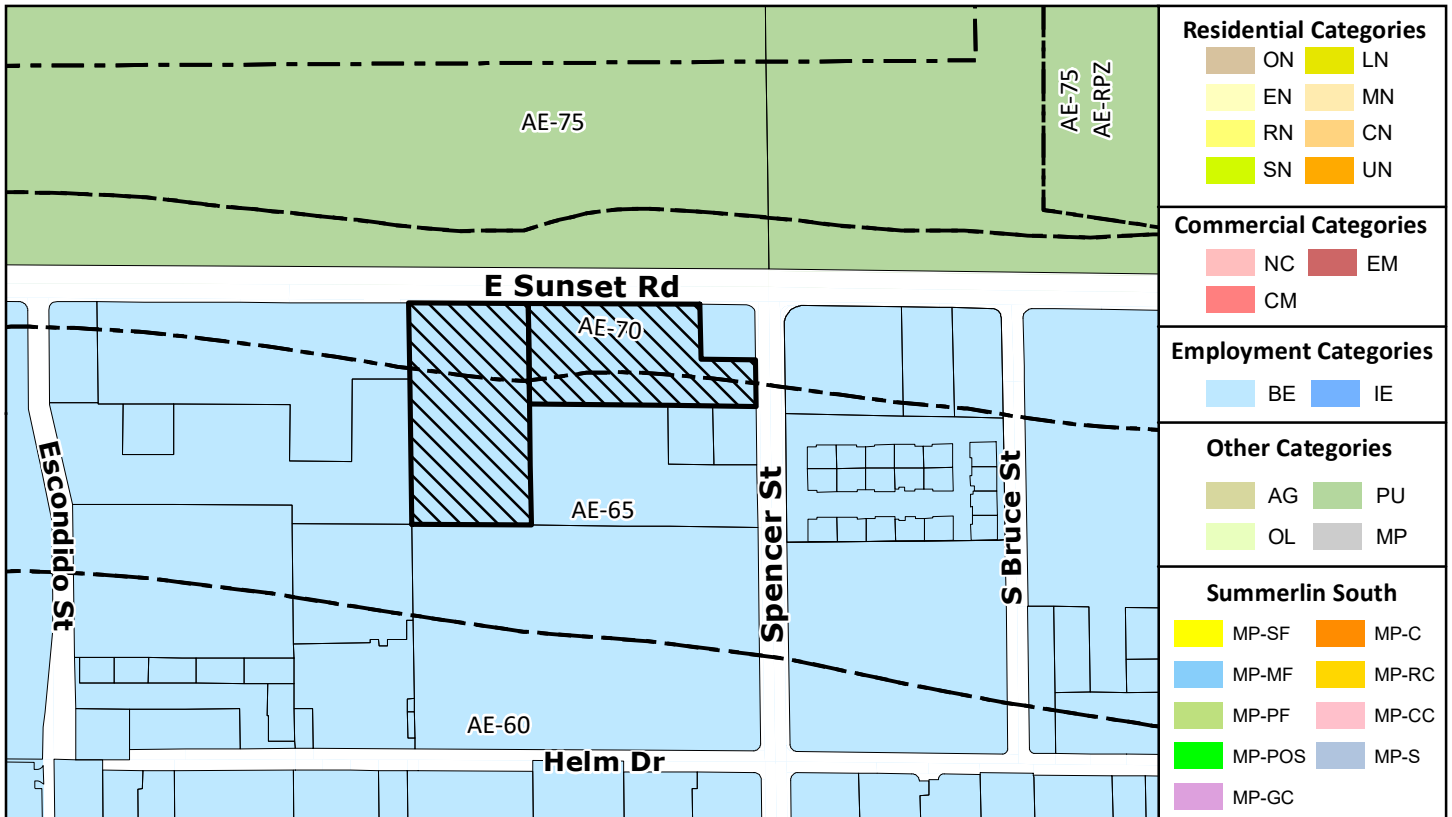 AE-75
AE-75
AE-RPZ
E Sunset Rd
AE-70
AE-65
AE-60
Escondido St
Spencer St
S Bruce St
Helm Dr
Residential Categories
ON LN
EN MN
RN CN
SN UN
Commercial Categories
NC EM
CM
Employment Categories
BE IE
Other Categories
AG PU
OL MP
Summerlin South
MP-SF MP-C
MP-MF MP-RC
MP-PF MP-CC
MP-POS MP-S
MP-GC